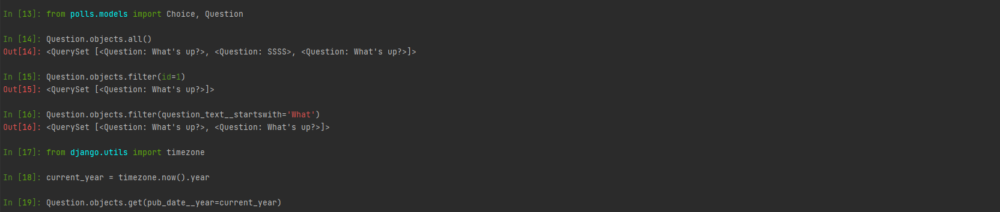 In [13]: from polls.models import Choice, Question
In [14]: Question.objects.all()
Out[14]: <QuerySet [<Question: What's up?>, <Question: SSSS>, <Question: What's up?>]>
In [15]: Question.objects.filter(id=1)
Out[15]: <QuerySet [<Question: What's up?>]>
In [16]: Question.objects.filter(question_text__startswith='What')
Out[16]: <QuerySet [<Question: What's up?>, <Question: What's up?>]>
In [17]: from django.utils import timezone
In [18]: current_year = timezone.now().year
In [19]: Question.objects.get(pub_date__year=current_year)